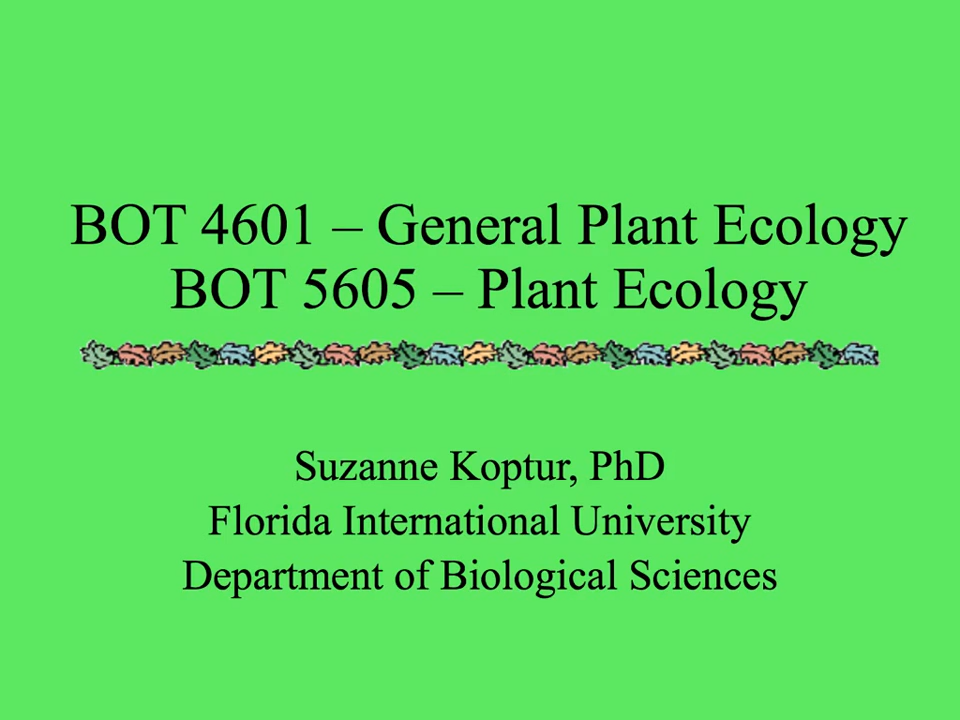 BOT 4601 – General Plant Ecology
BOT 5605 – Plant Ecology
Suzanne Koptur, PhD
Florida International University
Department of Biological Sciences